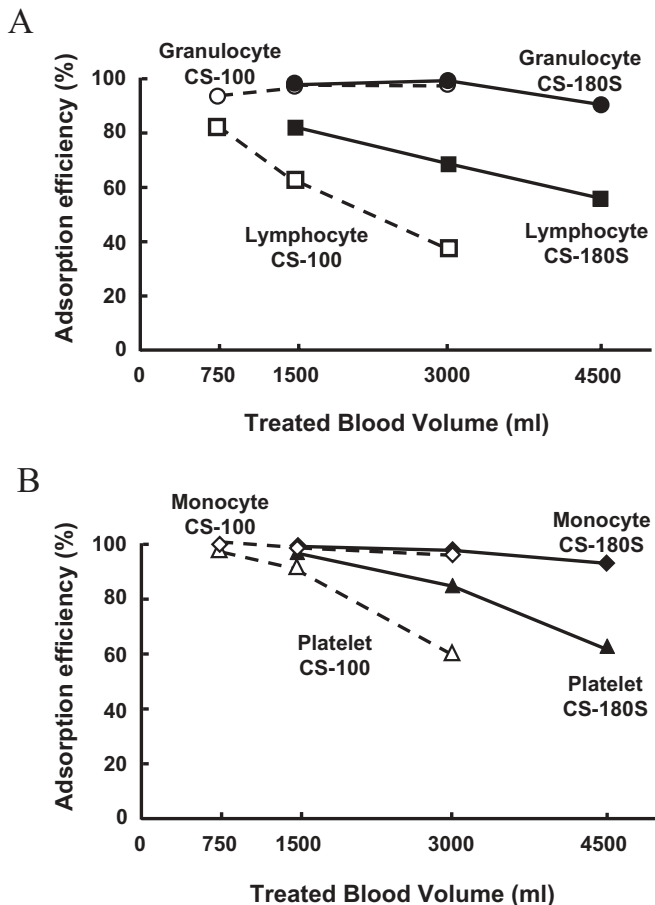 A
Granulocyte
CS-100
Granulocyte
CS-180S
Adsorption efficiency (%)
100
80
60
40
20
0
Lymphocyte
CS-100
Lymphocyte
CS-180S
0 750 1500 3000 4500
Treated Blood Volume (ml)
B
Monocyte
CS-100
Monocyte
CS-180S
Adsorption efficiency (%)
100
80
60
40
20
0
Platelet
CS-100
Platelet
CS-180S
0 750 1500 3000 4500
Treated Blood Volume (ml)